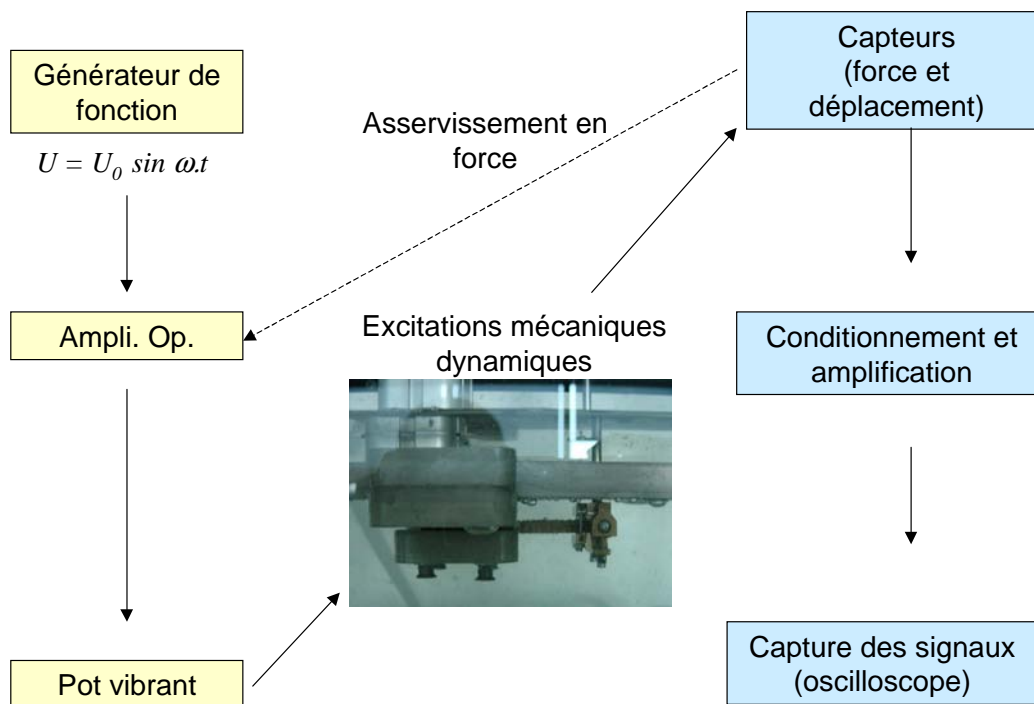 Générateur de
fonction
U = U₀ sin ω.t
Ampli. Op.
Pot vibrant
Asservissement en
force
Excitations mécaniques
dynamiques
Capteurs
(force et
déplacement)
Conditionnement et
amplification
Capture des signaux
(oscilloscope)